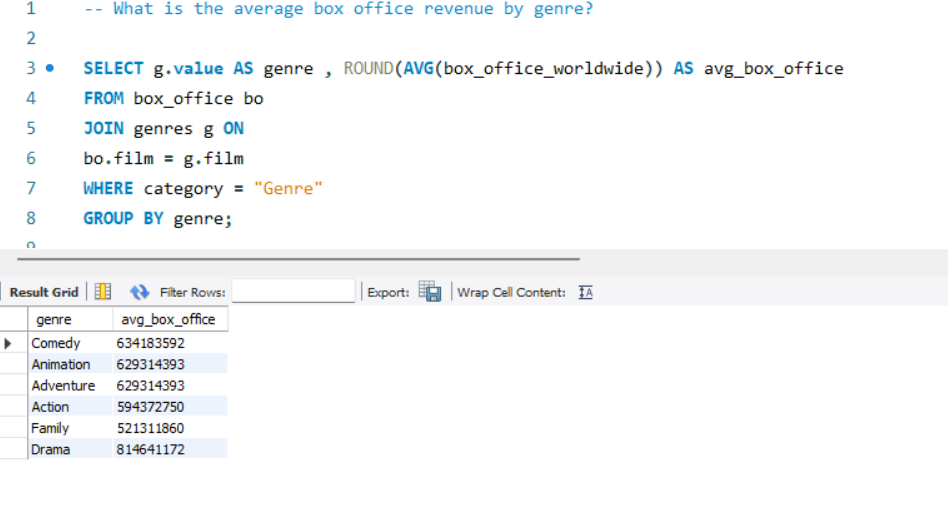 1 -- What is the average box office revenue by genre?
2
3 SELECT g.value AS genre , ROUND(AVG(box_office_worldwide)) AS avg_box_office
4 FROM box_office bo
5 JOIN genres g ON
6 bo.film = g.film
7 WHERE category = "Genre"
8 GROUP BY genre;
9
Result Grid Filter Rows: Export: Wrap Cell Content: IA
genre avg_box_office
Comedy 634183592
Animation 629314393
Adventure 629314393
Action 594372750
Family 521311860
Drama 814641172